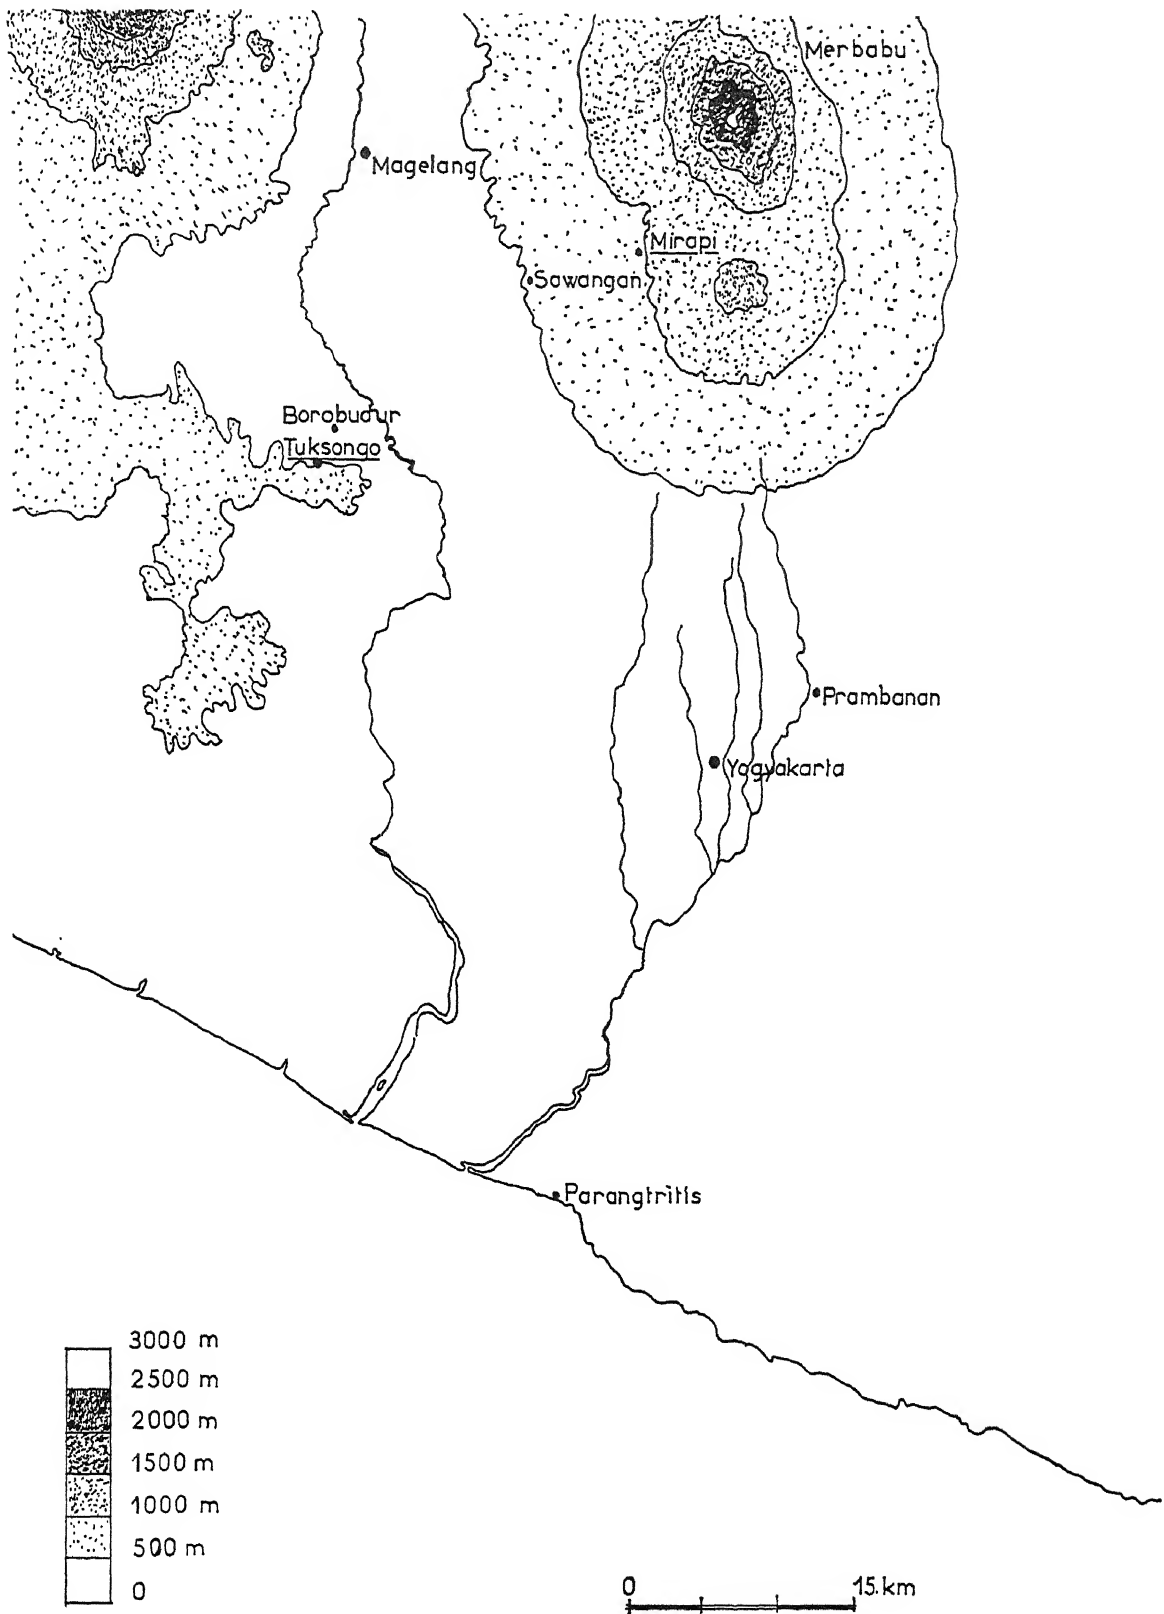 Merbabu
Magelang
Mirapi
Sawangan
Borobudur
Tuksongo
Prambanan
Yogyakarta
Parangtritis
3000 m
2500 m
2000 m
1500 m
1000 m
500 m
0
0 15.km